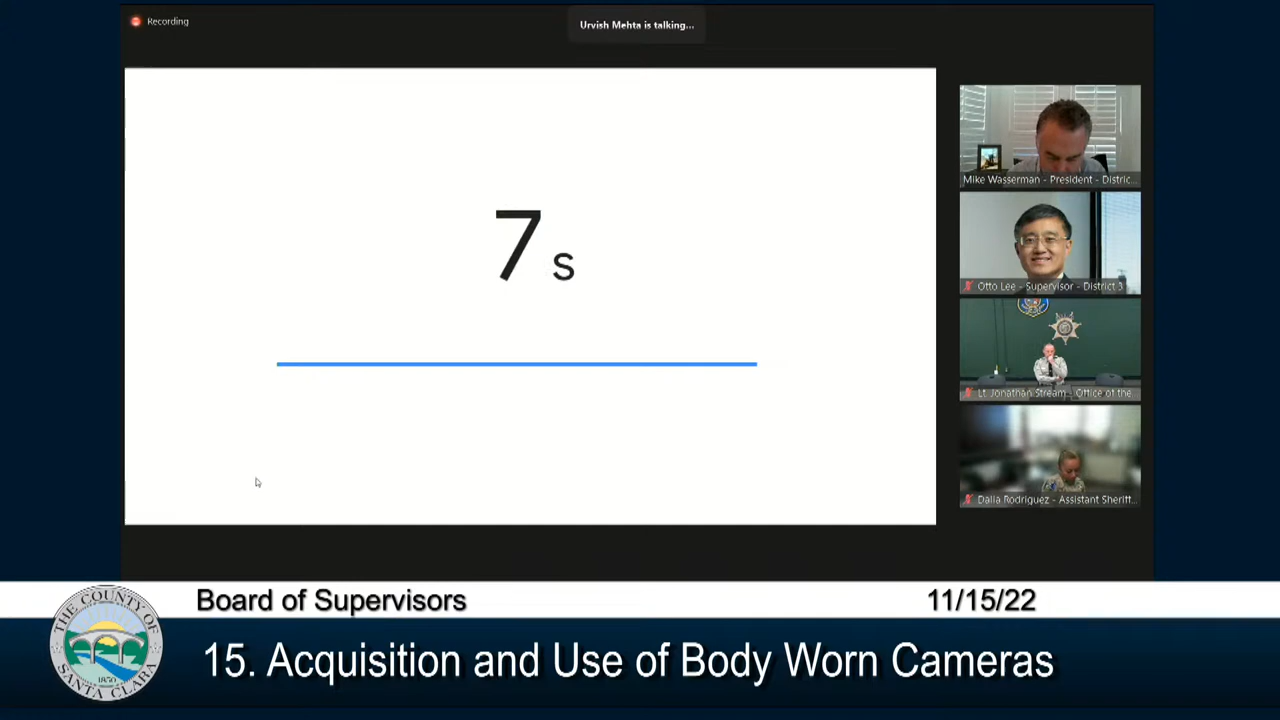 Recording
Urvish Mehta is talking...
7 s
Mike Wasserman - President - Distric...
Otto Lee - Supervisor - District 3
Lt Jonathan Stream - Office of the...
Dalia Rodriguez - Assistant Sheriff...
Board of Supervisors
11/15/22
THE COUNTY OF
SANTA CLARA
1850
15. Acquisition and Use of Body Worn Cameras